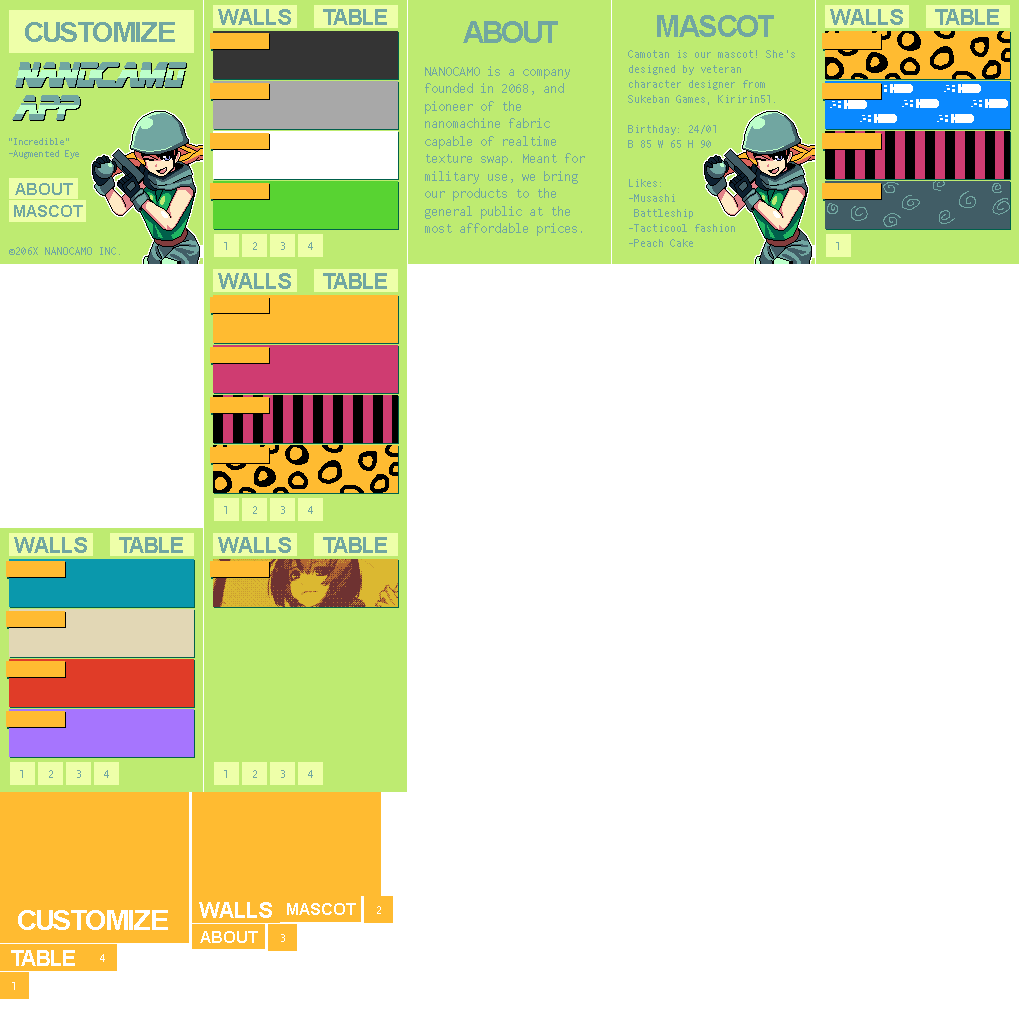 CUSTOMIZE
NANOCAMO
APP
"Incredible"
-Augmented Eye
ABOUT
MASCOT
©206X NANOCAMO INC.
WALLS TABLE
1 2 3 4
ABOUT
NANOCAMO is a company
founded in 2068, and
pioneer of the
nanomachine fabric
capable of realtime
texture swap. Meant for
military use, we bring
our products to the
general public at the
most affordable prices.
MASCOT
Camotan is our mascot! She's
designed by veteran
character designer from
Sukeban Games, Kiririn51.
Birthday: 24/01
B 85 W 65 H 90
Likes:
-Musashi
Battleship
-Tacticool fashion
-Peach Cake
WALLS TABLE
1
WALLS TABLE
1 2 3 4
WALLS TABLE
1 2 3 4
WALLS TABLE
1 2 3 4
CUSTOMIZE
TABLE 4
1
WALLS MASCOT 2
ABOUT 3